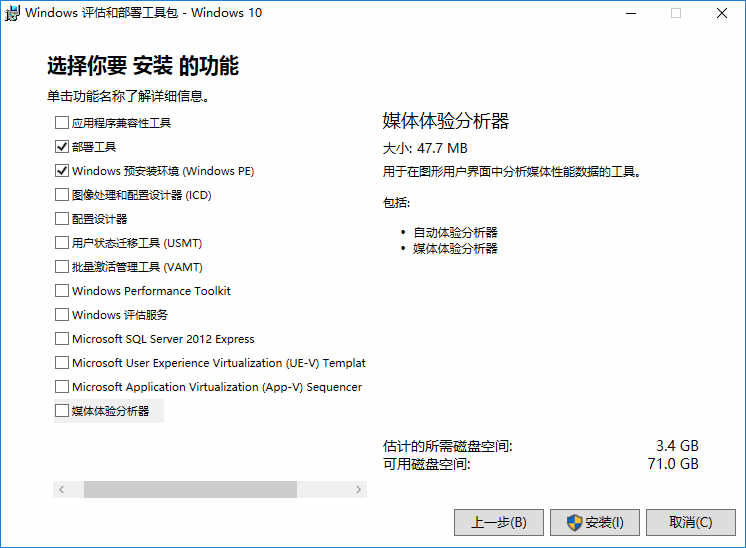 Windows 评估和部署工具包 - Windows 10
选择你要 安装 的功能
单击功能名称了解详细信息。
应用程序兼容性工具
部署工具
Windows 预安装环境 (Windows PE)
图像处理和配置设计器 (ICD)
配置设计器
用户状态迁移工具 (USMT)
批量激活管理工具 (VAMT)
Windows Performance Toolkit
Windows 评估服务
Microsoft SQL Server 2012 Express
Microsoft User Experience Virtualization (UE-V) Templat
Microsoft Application Virtualization (App-V) Sequencer
媒体体验分析器
媒体体验分析器
大小: 47.7 MB
用于在图形用户界面中分析媒体性能数据的工具。
包括:
• 自动体验分析器
• 媒体体验分析器
估计的所需磁盘空间: 3.4 GB
可用磁盘空间: 71.0 GB
上一步(B) 安装(I) 取消(C)